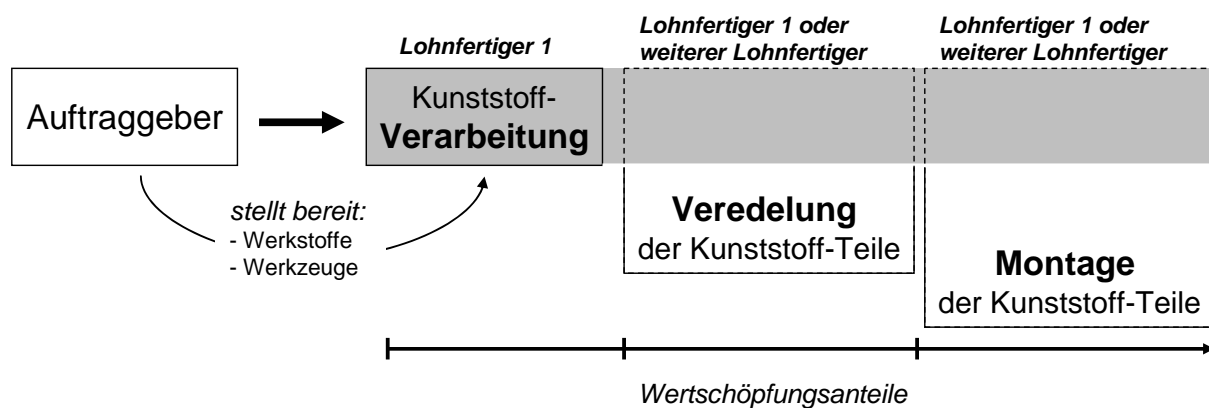 Lohnfertiger 1
Lohnfertiger 1 oder
weiterer Lohnfertiger
Lohnfertiger 1 oder
weiterer Lohnfertiger
Auftraggeber
Kunststoff-
Verarbeitung
stellt bereit:
- Werkstoffe
- Werkzeuge
Veredelung
der Kunststoff-Teile
Montage
der Kunststoff-Teile
Wertschöpfungsanteile